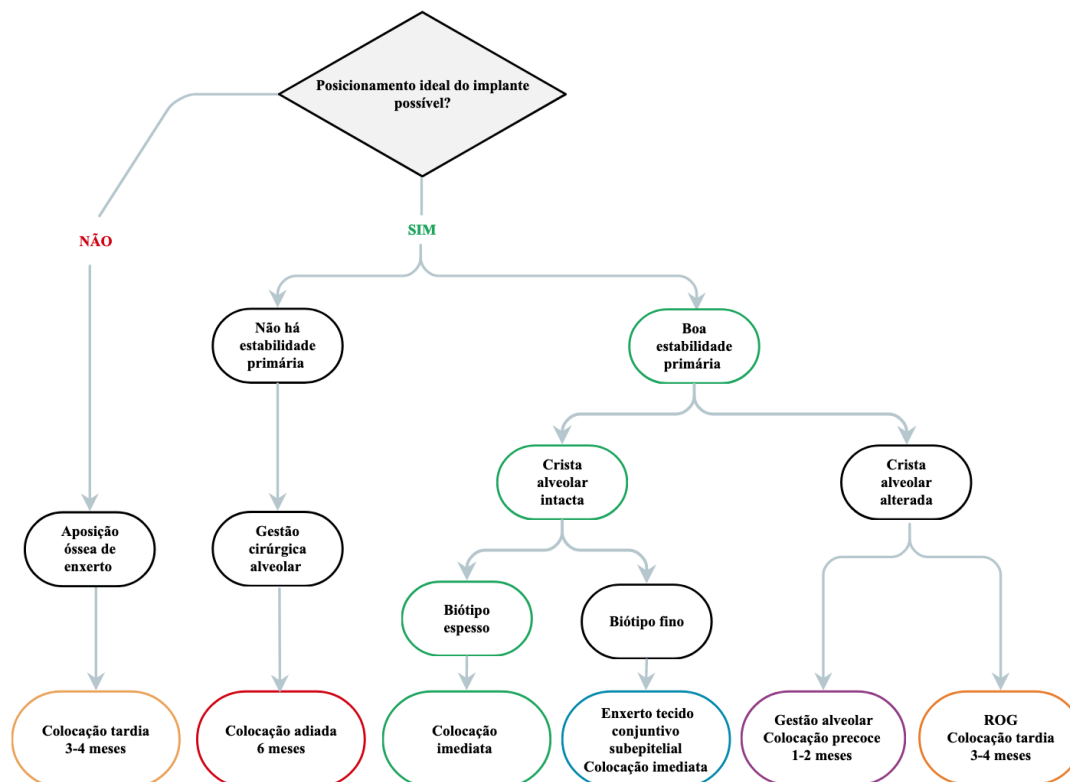 Posicionamento ideal do implante
possível?
NÃO
SIM
Não há
estabilidade
primária
Boa
estabilidade
primária
Crista
alveolar
intacta
Crista
alveolar
alterada
Aposição
óssea de
enxerto
Gestão
cirúrgica
alveolar
Biótipo
espesso
Biótipo fino
Colocação tardia
3-4 meses
Colocação adiada
6 meses
Colocação
imediata
Enxerto tecido
conjuntivo
subepitelial
Colocação imediata
Gestão alveolar
Colocação precoce
1-2 meses
ROG
Colocação tardia
3-4 meses